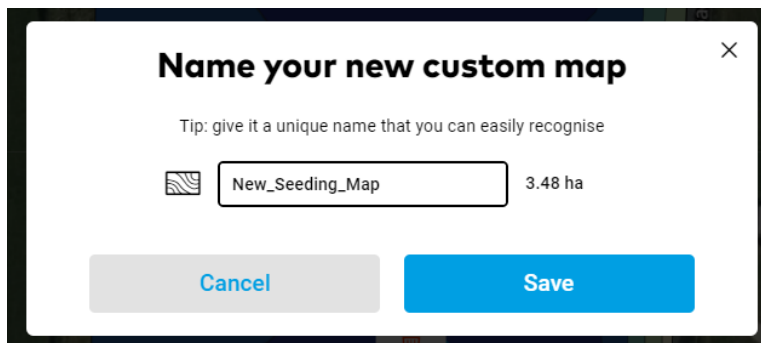 Name your new custom map
Tip: give it a unique name that you can easily recognise
New_Seeding_Map 3.48 ha
Cancel Save